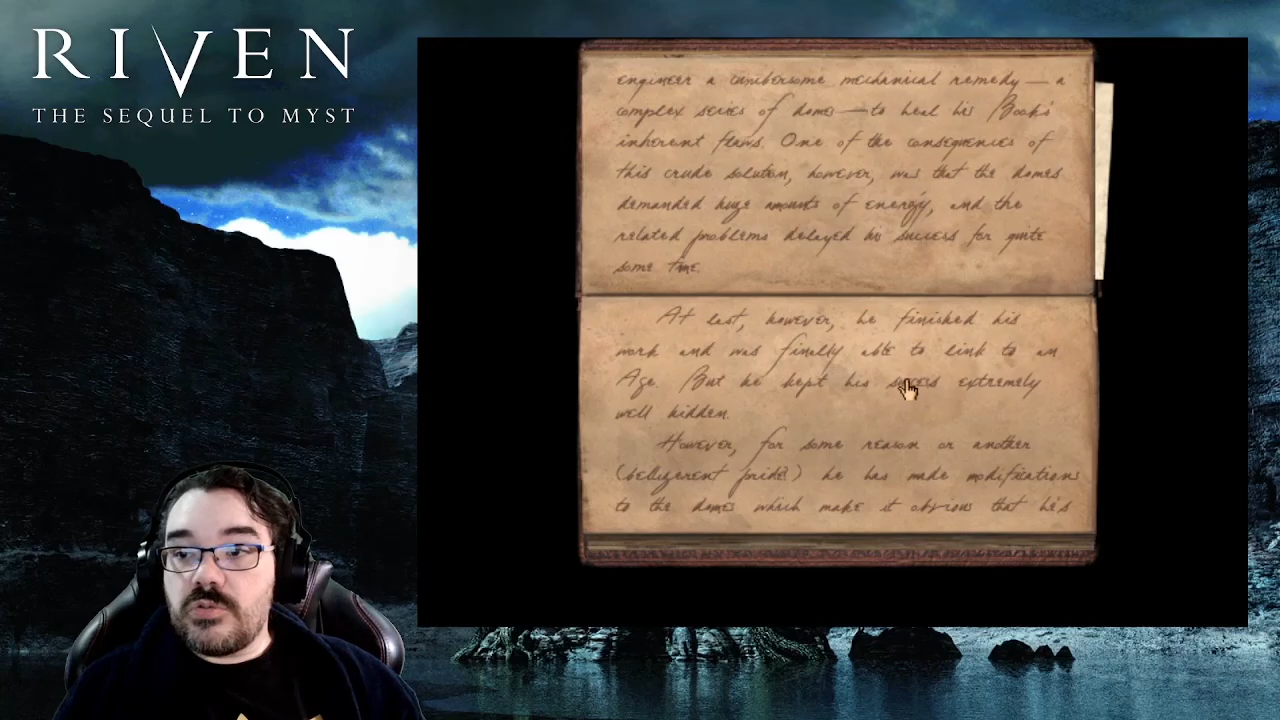 RIVEN
THE SEQUEL TO MYST
engineer a cumbersome mechanical remedy — a
complex series of domes — to heal his Book's
inherent flaws. One of the consequences of
this crude solution, however, was that the domes
demanded huge amounts of energy, and the
related problems delayed his success for quite
some time.
At last, however, he finished his
work and was finally able to link to an
Age. But he kept his success extremely
well hidden.
However, for some reason or another
(belligerent pride?) he has made modifications
to the domes which make it obvious that he's